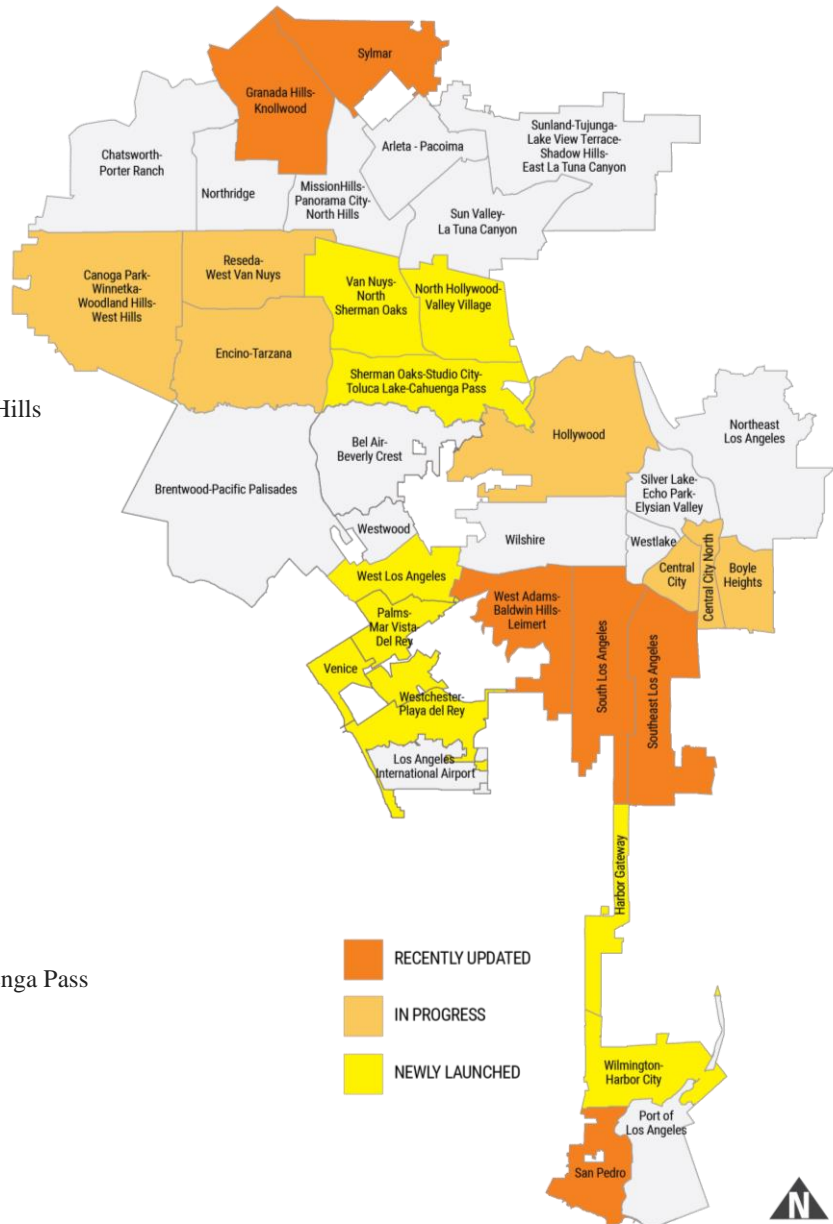 Sylmar
Granada Hills-
Knollwood
Sunland-Tujunga-
Lake View Terrace-
Shadow Hills-
East La Tuna Canyon
Arleta - Pacoima
Chatsworth-
Porter Ranch
Northridge
MissionHills-
Panorama City-
North Hills
Sun Valley-
La Tuna Canyon
Canoga Park-
Winnetka-
Woodland Hills-
West Hills
Reseda-
West Van Nuys
Van Nuys-
North
Sherman Oaks
North Hollywood-
Valley Village
Encino-Tarzana
Sherman Oaks-Studio City-
Toluca Lake-Cahuenga Pass
Hills
Hollywood
Northeast
Los Angeles
Bel Air-
Beverly Crest
Brentwood-Pacific Palisades
Silver Lake-
Echo Park-
Elysian Valley
Westwood
Wilshire
Westlake
Central
City
Central City North
Boyle
Heights
West Los Angeles
West Adams-
Baldwin Hills-
Leimert
Palms-
Mar Vista-
Del Rey
South Los Angeles
Southeast Los Angeles
Venice
Westchester-
Playa del Rey
Los Angeles
International Airport
Harbor Gateway
RECENTLY UPDATED
nga Pass
IN PROGRESS
NEWLY LAUNCHED
Wilmington-
Harbor City
Port of
Los Angeles
San Pedro
N